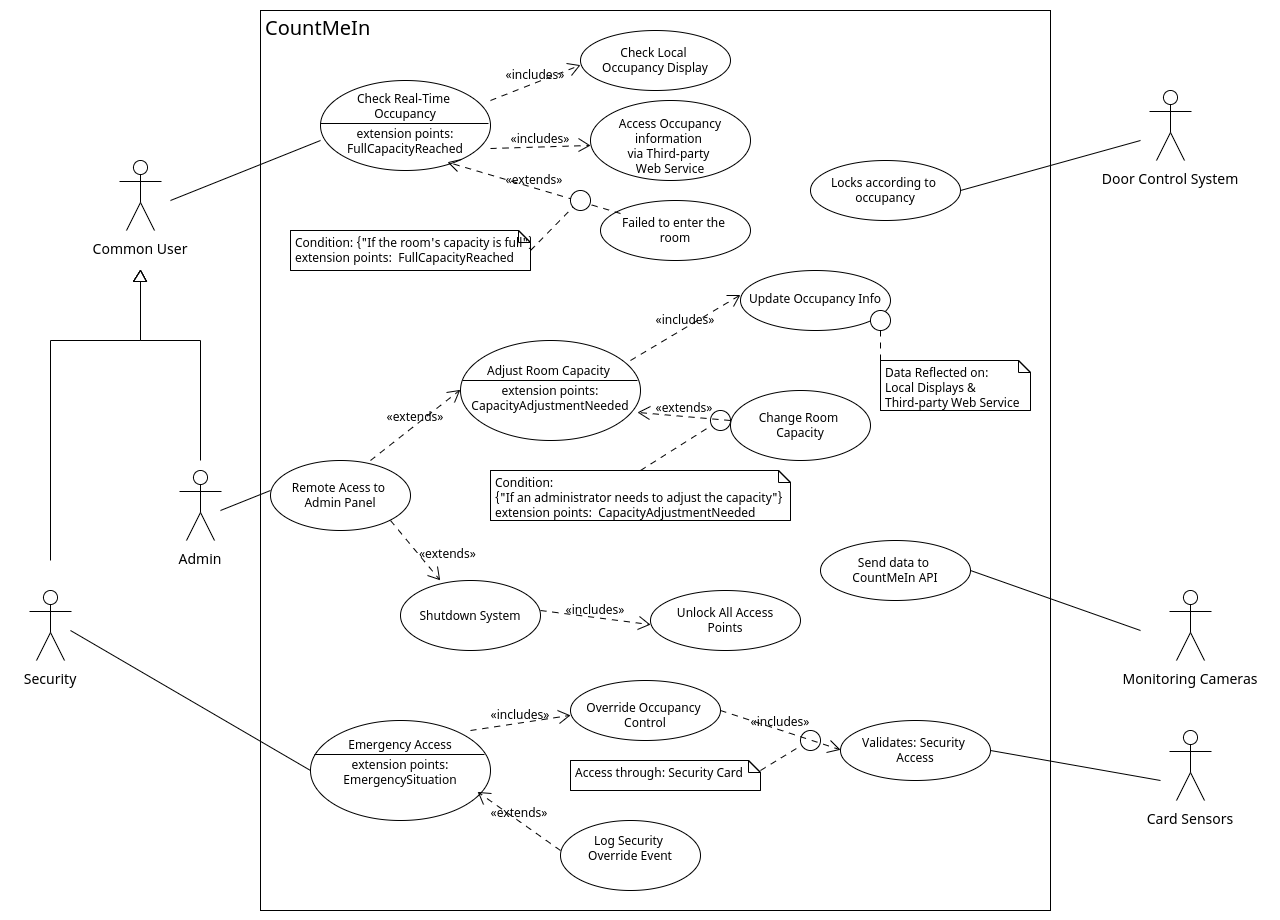 CountMeIn
Check Local
Occupancy Display
«includes»
Check Real-Time
Occupancy
extension points:
FullCapacityReached
«includes»
Access Occupancy
information
via Third-party
Web Service
«extends»
Failed to enter the
room
Condition: {"If the room's capacity is full"}
extension points:  FullCapacityReached
Common User
Locks according to
occupancy
Door Control System
Update Occupancy Info
«includes»
Data Reflected on:
Local Displays &
Third-party Web Service
Adjust Room Capacity
extension points:
CapacityAdjustmentNeeded
«extends»
«extends»
Change Room
Capacity
Condition:
{"If an administrator needs to adjust the capacity"}
extension points:  CapacityAdjustmentNeeded
Remote Acess to
Admin Panel
Admin
«extends»
Send data to
CountMeIn API
Shutdown System
«includes»
Unlock All Access
Points
Security
Monitoring Cameras
Override Occupancy
Control
«includes»
«includes»
Emergency Access
extension points:
EmergencySituation
Validates: Security
Access
Access through: Security Card
Card Sensors
«extends»
Log Security
Override Event